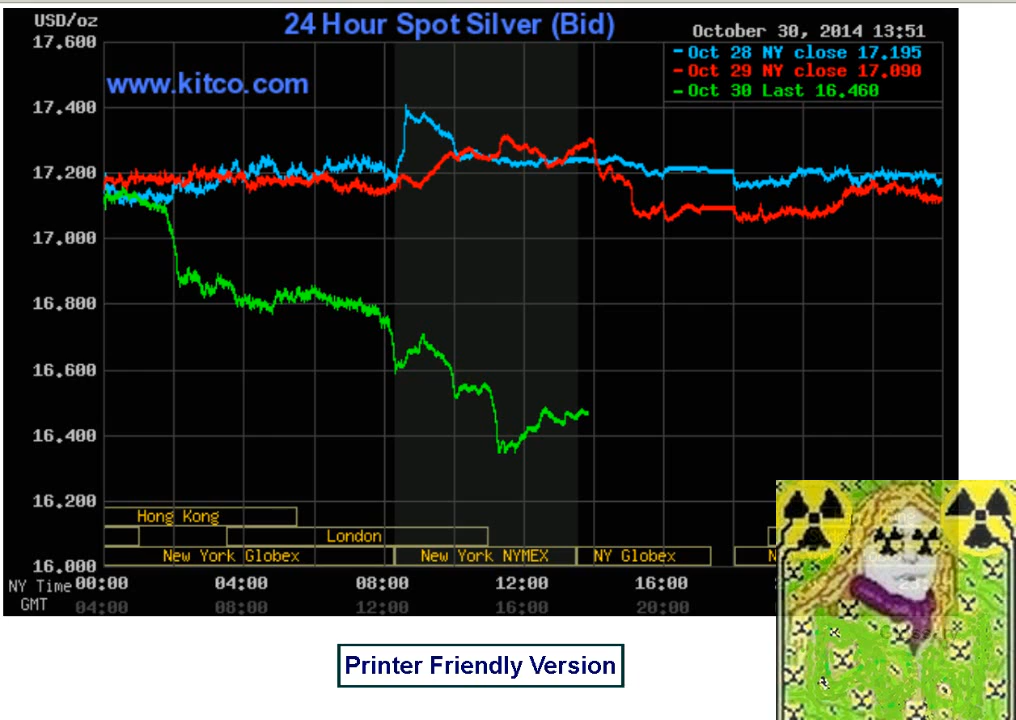 USD/oz
24 Hour Spot Silver (Bid)
October 30, 2014 13:51
17.600
Oct 28 NY close 17.195
Oct 29 NY close 17.090
Oct 30 Last 16.460
www.kitco.com
17.400
17.200
17.000
16.800
16.600
16.400
16.200
Hong Kong
London
New York Globex
New York NYMEX
NY Globex
N
16.000
NY Time 00:00 04:00 08:00 12:00 16:00
GMT 04:00 08:00 12:00 16:00 20:00
Printer Friendly Version